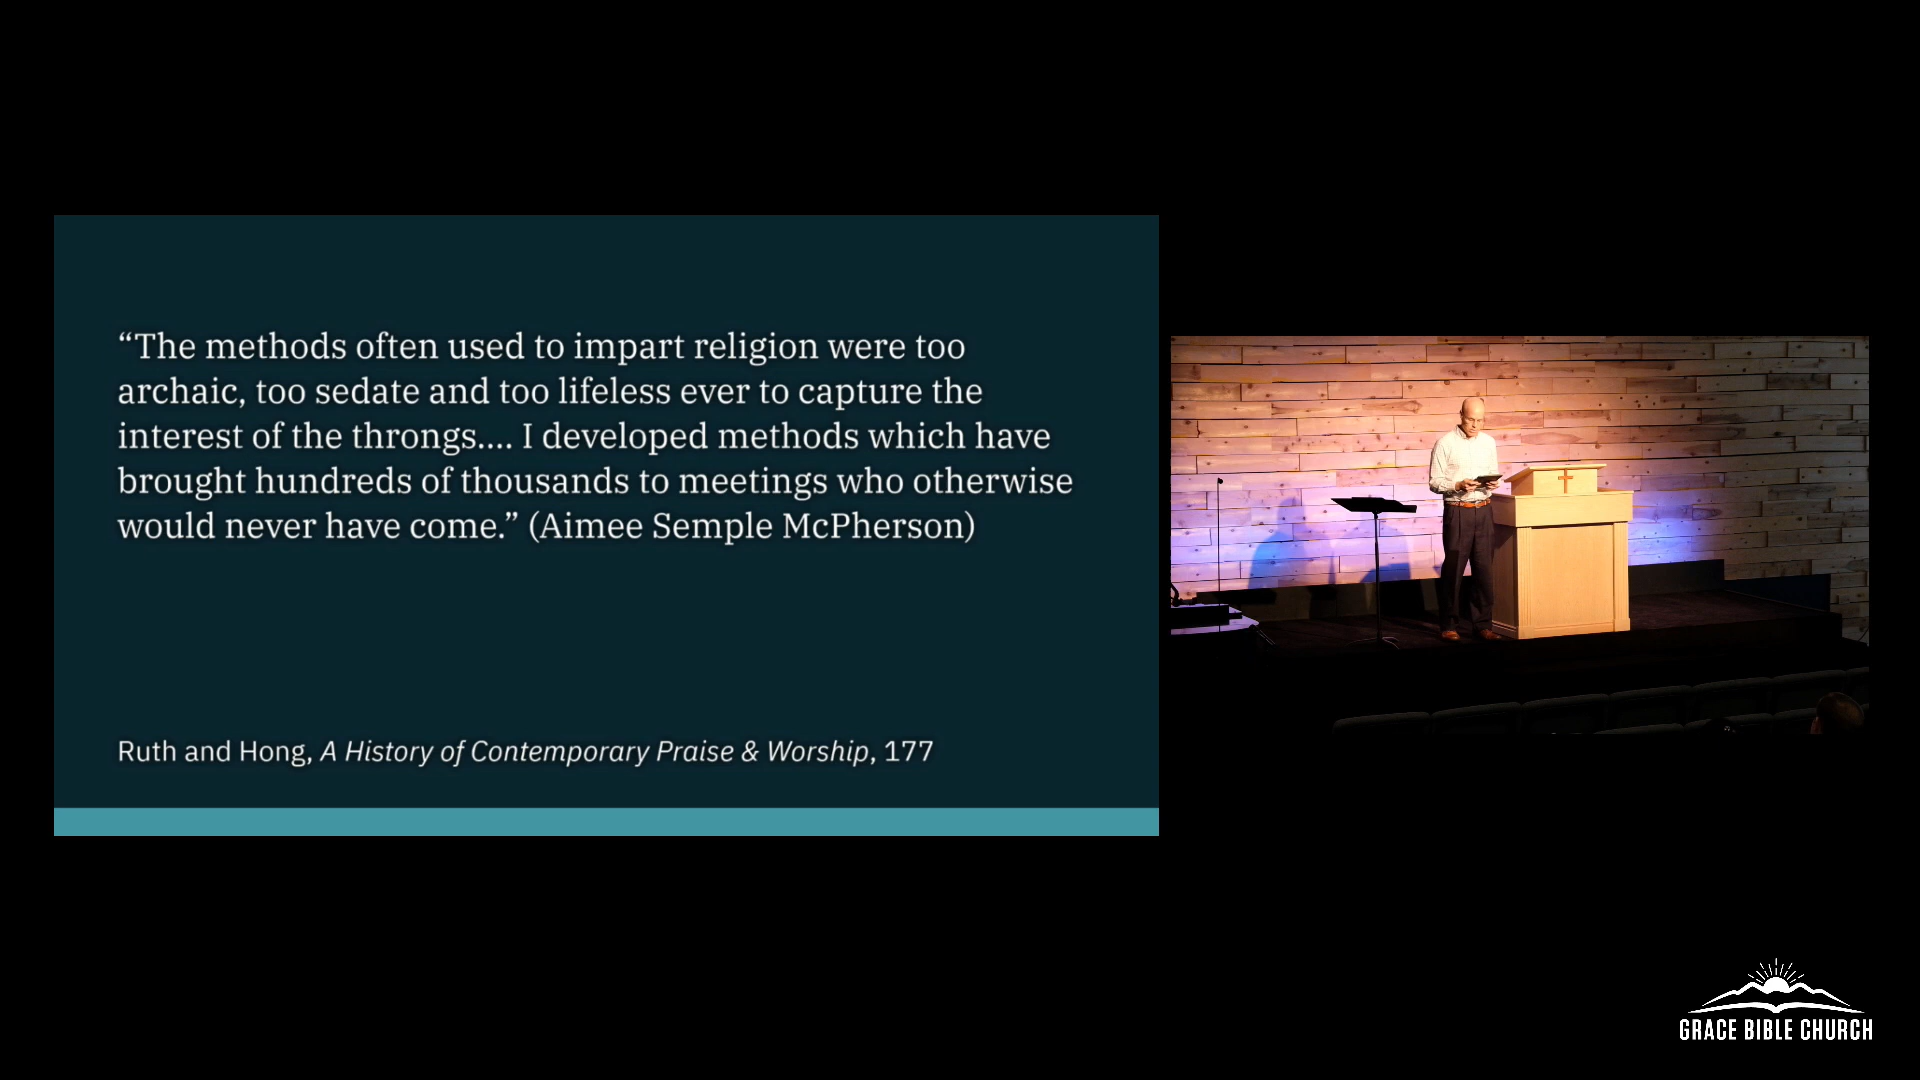 “The methods often used to impart religion were too
archaic, too sedate and too lifeless ever to capture the
interest of the throngs.... I developed methods which have
brought hundreds of thousands to meetings who otherwise
would never have come.” (Aimee Semple McPherson)
Ruth and Hong, A History of Contemporary Praise & Worship, 177
GRACE BIBLE CHURCH